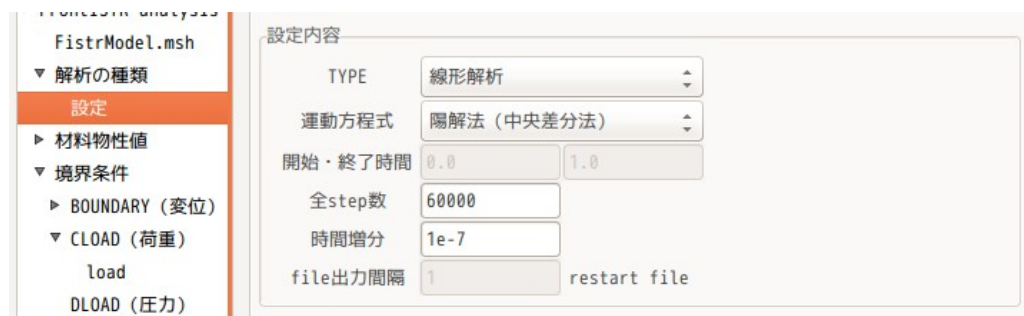 FrontISTR analysis
FistrModel.msh
▼ 解析の種類
設定
▶ 材料物性値
▼ 境界条件
▶ BOUNDARY (変位)
▼ CLOAD (荷重)
load
DLOAD (圧力)
設定内容
TYPE 線形解析
運動方程式 陽解法 (中央差分法)
開始・終了時間 0.0 1.0
全step数 60000
時間増分 1e-7
file出力間隔 1 restart file